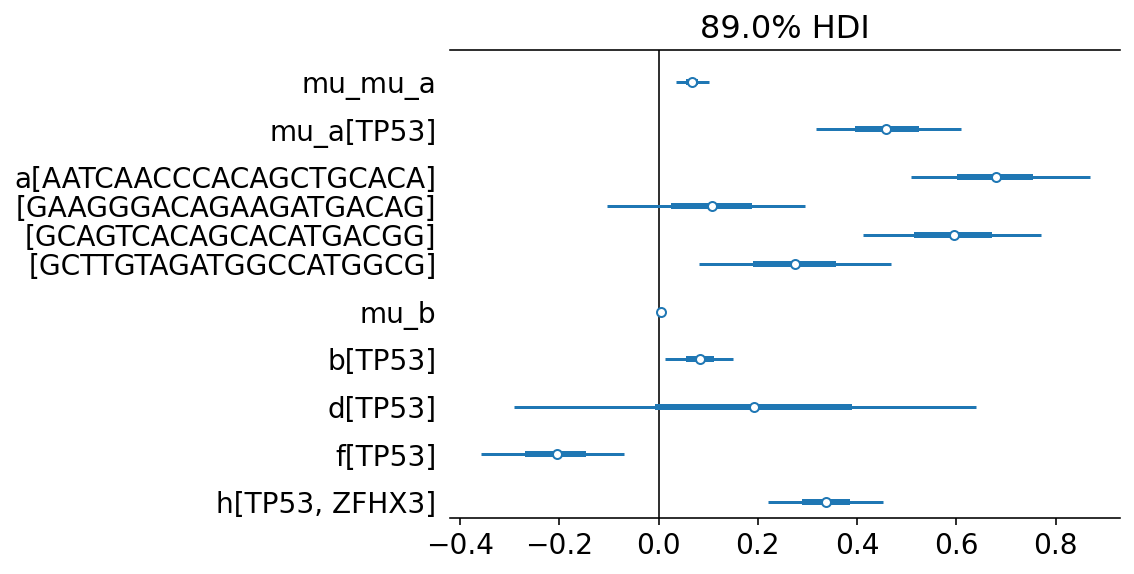 89.0% HDI
mu_mu_a
mu_a[TP53]
a[AATCAACCCACAGCTGCACA]
[GAAGGGACAGAAGATGACAG]
[GCAGTCACAGCACATGACGG]
[GCTTGTAGATGGCCATGGCG]
mu_b
b[TP53]
d[TP53]
f[TP53]
h[TP53, ZFHX3]
−0.4 −0.2 0.0 0.2 0.4 0.6 0.8